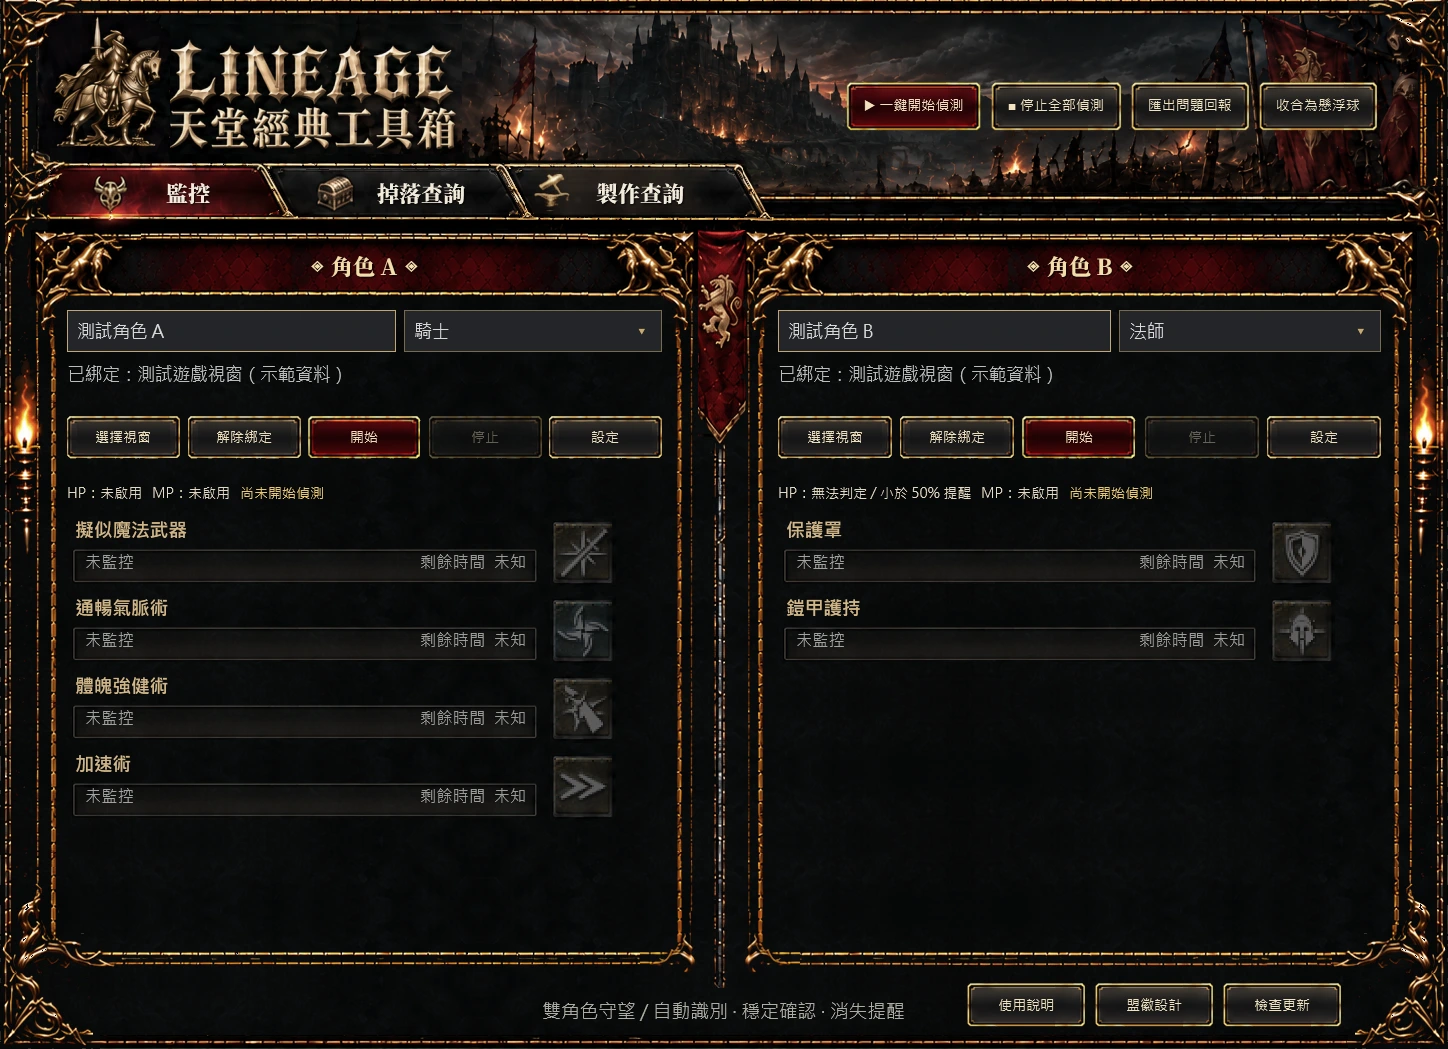 LINEAGE
天堂經典工具箱
▶ 一鍵開始偵測
■ 停止全部偵測
匯出問題回報
收合為懸浮球
監控
掉落查詢
製作查詢
◈ 角色 A ◈
測試角色 A
騎士 ▼
已綁定：測試遊戲視窗（示範資料）
選擇視窗
解除綁定
開始
停止
設定
HP：未啟用 MP：未啟用 尚未開始偵測
擬似魔法武器
未監控 剩餘時間 未知
通暢氣脈術
未監控 剩餘時間 未知
體魄強健術
未監控 剩餘時間 未知
加速術
未監控 剩餘時間 未知
◈ 角色 B ◈
測試角色 B
法師 ▼
已綁定：測試遊戲視窗（示範資料）
選擇視窗
解除綁定
開始
停止
設定
HP：無法判定 / 小於 50% 提醒 MP：未啟用 尚未開始偵測
保護罩
未監控 剩餘時間 未知
鎧甲護持
未監控 剩餘時間 未知
雙角色守望 / 自動識別 · 穩定確認 · 消失提醒
使用說明
盟徽設計
檢查更新